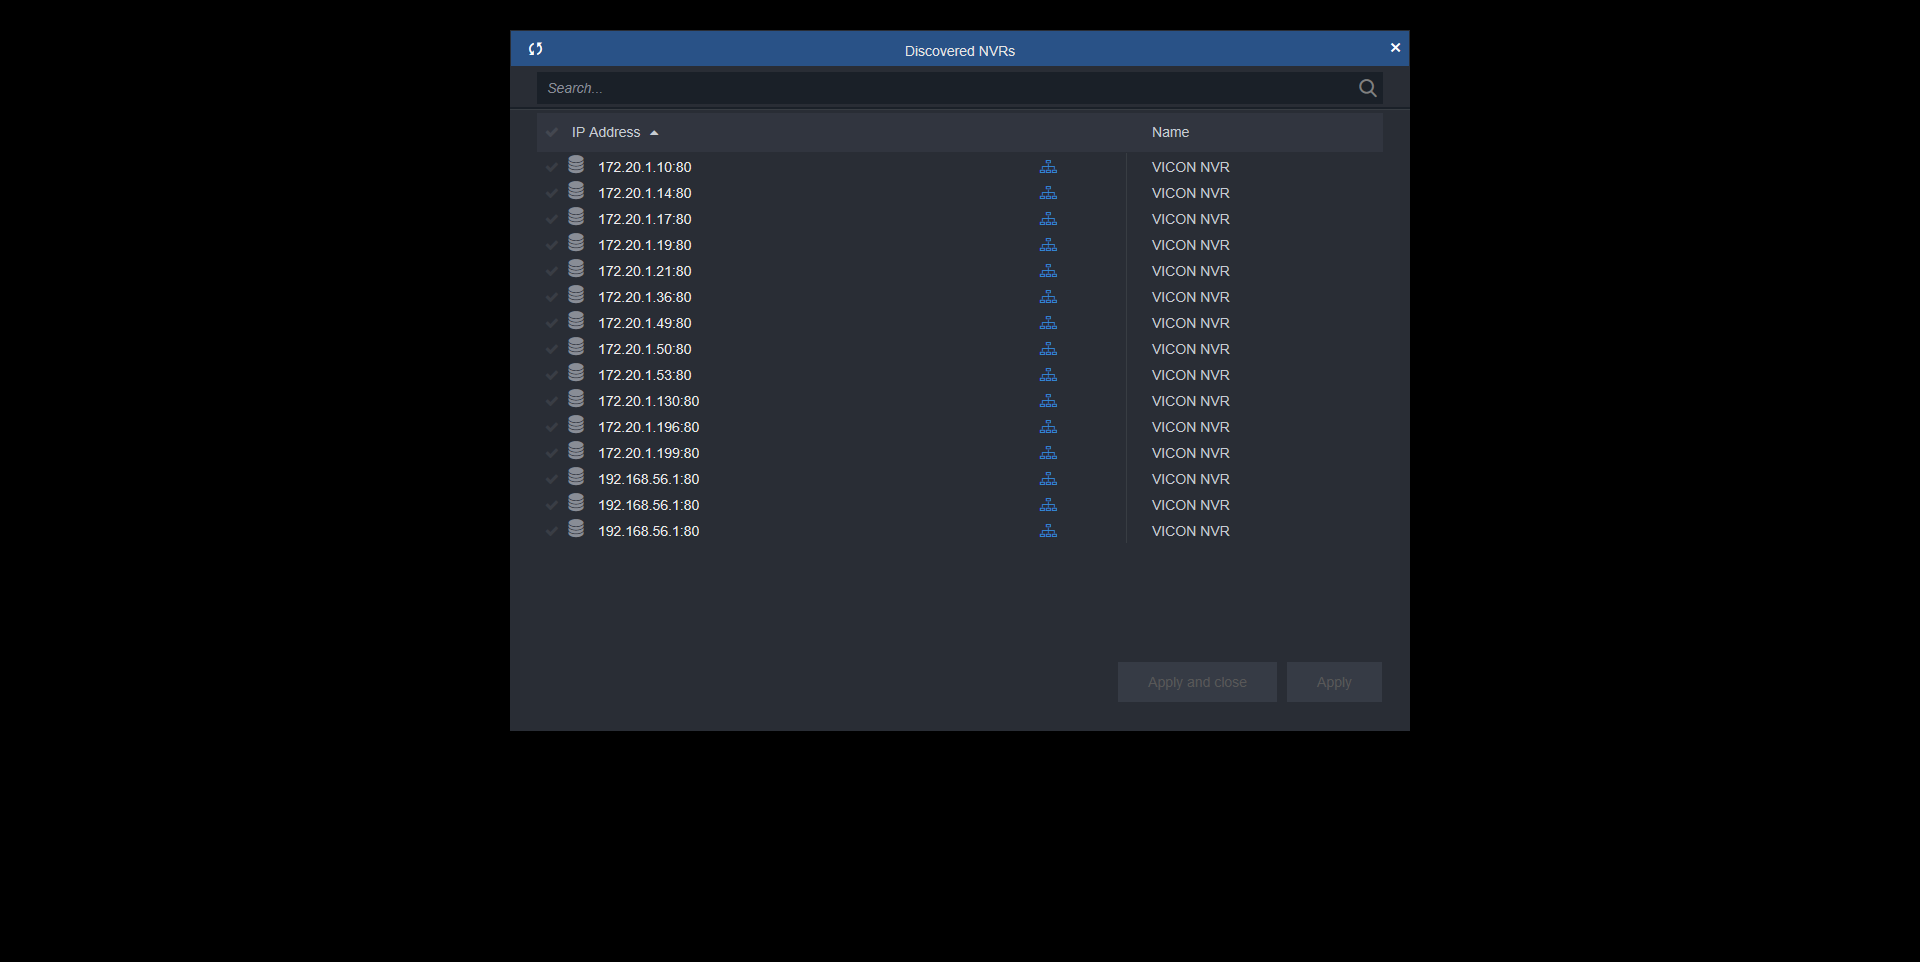 Discovered NVRs
Search...
IP Address Name
172.20.1.10:80 VICON NVR
172.20.1.14:80 VICON NVR
172.20.1.17:80 VICON NVR
172.20.1.19:80 VICON NVR
172.20.1.21:80 VICON NVR
172.20.1.36:80 VICON NVR
172.20.1.49:80 VICON NVR
172.20.1.50:80 VICON NVR
172.20.1.53:80 VICON NVR
172.20.1.130:80 VICON NVR
172.20.1.196:80 VICON NVR
172.20.1.199:80 VICON NVR
192.168.56.1:80 VICON NVR
192.168.56.1:80 VICON NVR
192.168.56.1:80 VICON NVR
Apply and close Apply